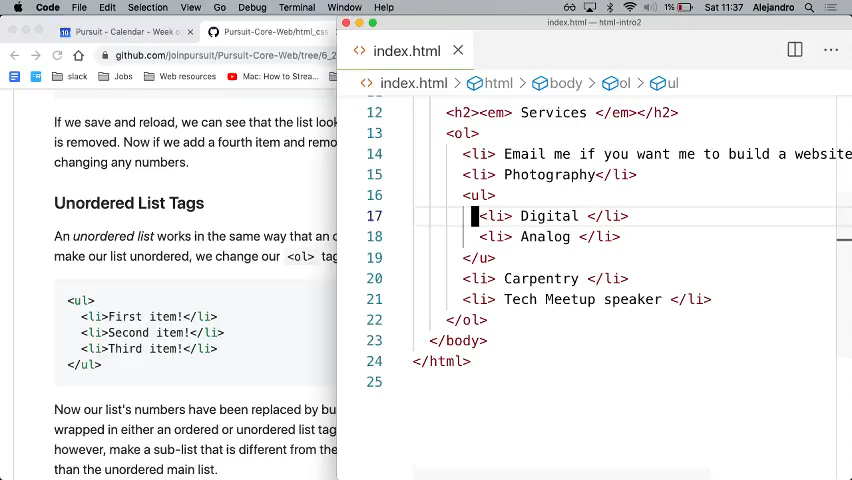 Code File Edit Selection View Go Debug Terminal Window Help 1% Sat 11:37 Alejandro
Pursuit - Calendar - Week o
Pursuit-Core-Web/html_css
github.com/joinpursuit/Pursuit-Core-Web/tree/6_2
slack Jobs Web resources Mac: How to Strea...
If we save and reload, we can see that the list look
is removed. Now if we add a fourth item and remo
changing any numbers.
Unordered List Tags
An unordered list works in the same way that an o
make our list unordered, we change our <ol> tag
<ul>
<li>First item!</li>
<li>Second item!</li>
<li>Third item!</li>
</ul>
Now our list's numbers have been replaced by bu
wrapped in either an ordered or unordered list tag
however, make a sub-list that is different from the
than the unordered main list.
index.html — html-intro2
index.html
index.html > html > body > ol > ul
12 <h2><em> Services </em></h2>
13 <ol>
14 <li> Email me if you want me to build a website
15 <li> Photography</li>
16 <ul>
17 <li> Digital </li>
18 <li> Analog </li>
19 </u>
20 <li> Carpentry </li>
21 <li> Tech Meetup speaker </li>
22 </ol>
23 </body>
24 </html>
25